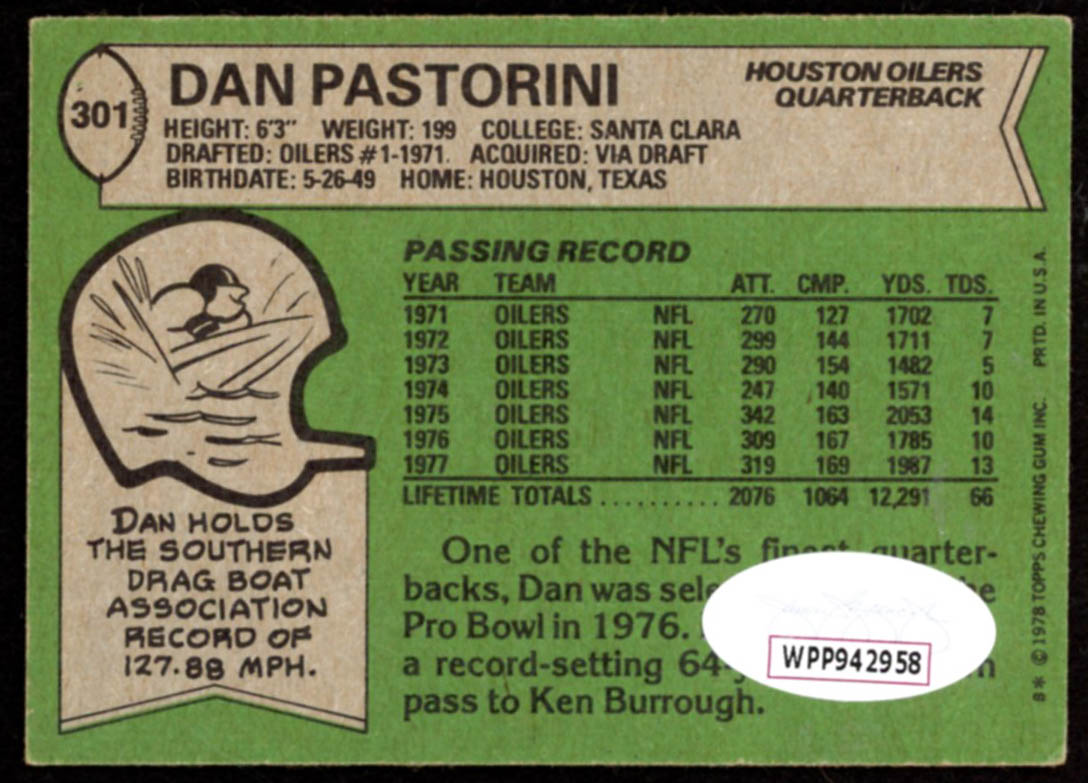 301
DAN PASTORINI
HOUSTON OILERS
QUARTERBACK
HEIGHT: 6'3" WEIGHT: 199 COLLEGE: SANTA CLARA
DRAFTED: OILERS #1-1971. ACQUIRED: VIA DRAFT
BIRTHDATE: 5-26-49 HOME: HOUSTON, TEXAS
PASSING RECORD
YEAR TEAM ATT. CMP. YDS. TDS.
1971 OILERS NFL 270 127 1702 7
1972 OILERS NFL 299 144 1711 7
1973 OILERS NFL 290 154 1482 5
1974 OILERS NFL 247 140 1571 10
1975 OILERS NFL 342 163 2053 14
1976 OILERS NFL 309 167 1785 10
1977 OILERS NFL 319 169 1987 13
LIFETIME TOTALS .......... 2076 1064 12,291 66
DAN HOLDS
THE SOUTHERN
DRAG BOAT
ASSOCIATION
RECORD OF
127.88 MPH.
One of the NFL's finest quarter-
backs, Dan was
Pro Bowl in 1976.
a record-setting
pass to Ken Burrough.
WPP942958
8* © 1978 TOPPS CHEWING GUM INC. PRTD. IN U.S.A.